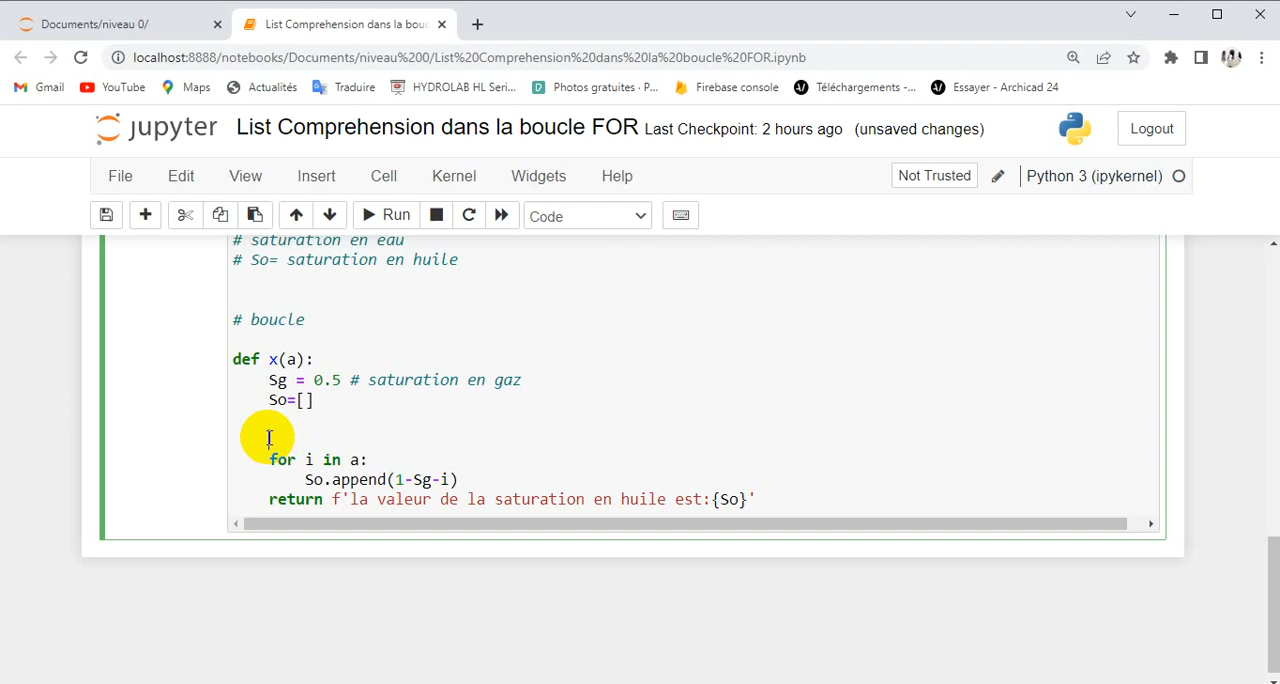 Documents/niveau 0/
List Comprehension dans la bouc
localhost:8888/notebooks/Documents/niveau%200/List%20Comprehension%20dans%20la%20boucle%20FOR.ipynb
Gmail YouTube Maps Actualités Traduire HYDROLAB HL Seri... Photos gratuites · P... Firebase console Téléchargements -... Essayer - Archicad 24
jupyter List Comprehension dans la boucle FOR Last Checkpoint: 2 hours ago (unsaved changes) Logout
File Edit View Insert Cell Kernel Widgets Help Not Trusted Python 3 (ipykernel)
Run Code
# saturation en eau
# So= saturation en huile
# boucle
def x(a):
Sg = 0.5 # saturation en gaz
So=[]
for i in a:
So.append(1-Sg-i)
return f'la valeur de la saturation en huile est:{So}'